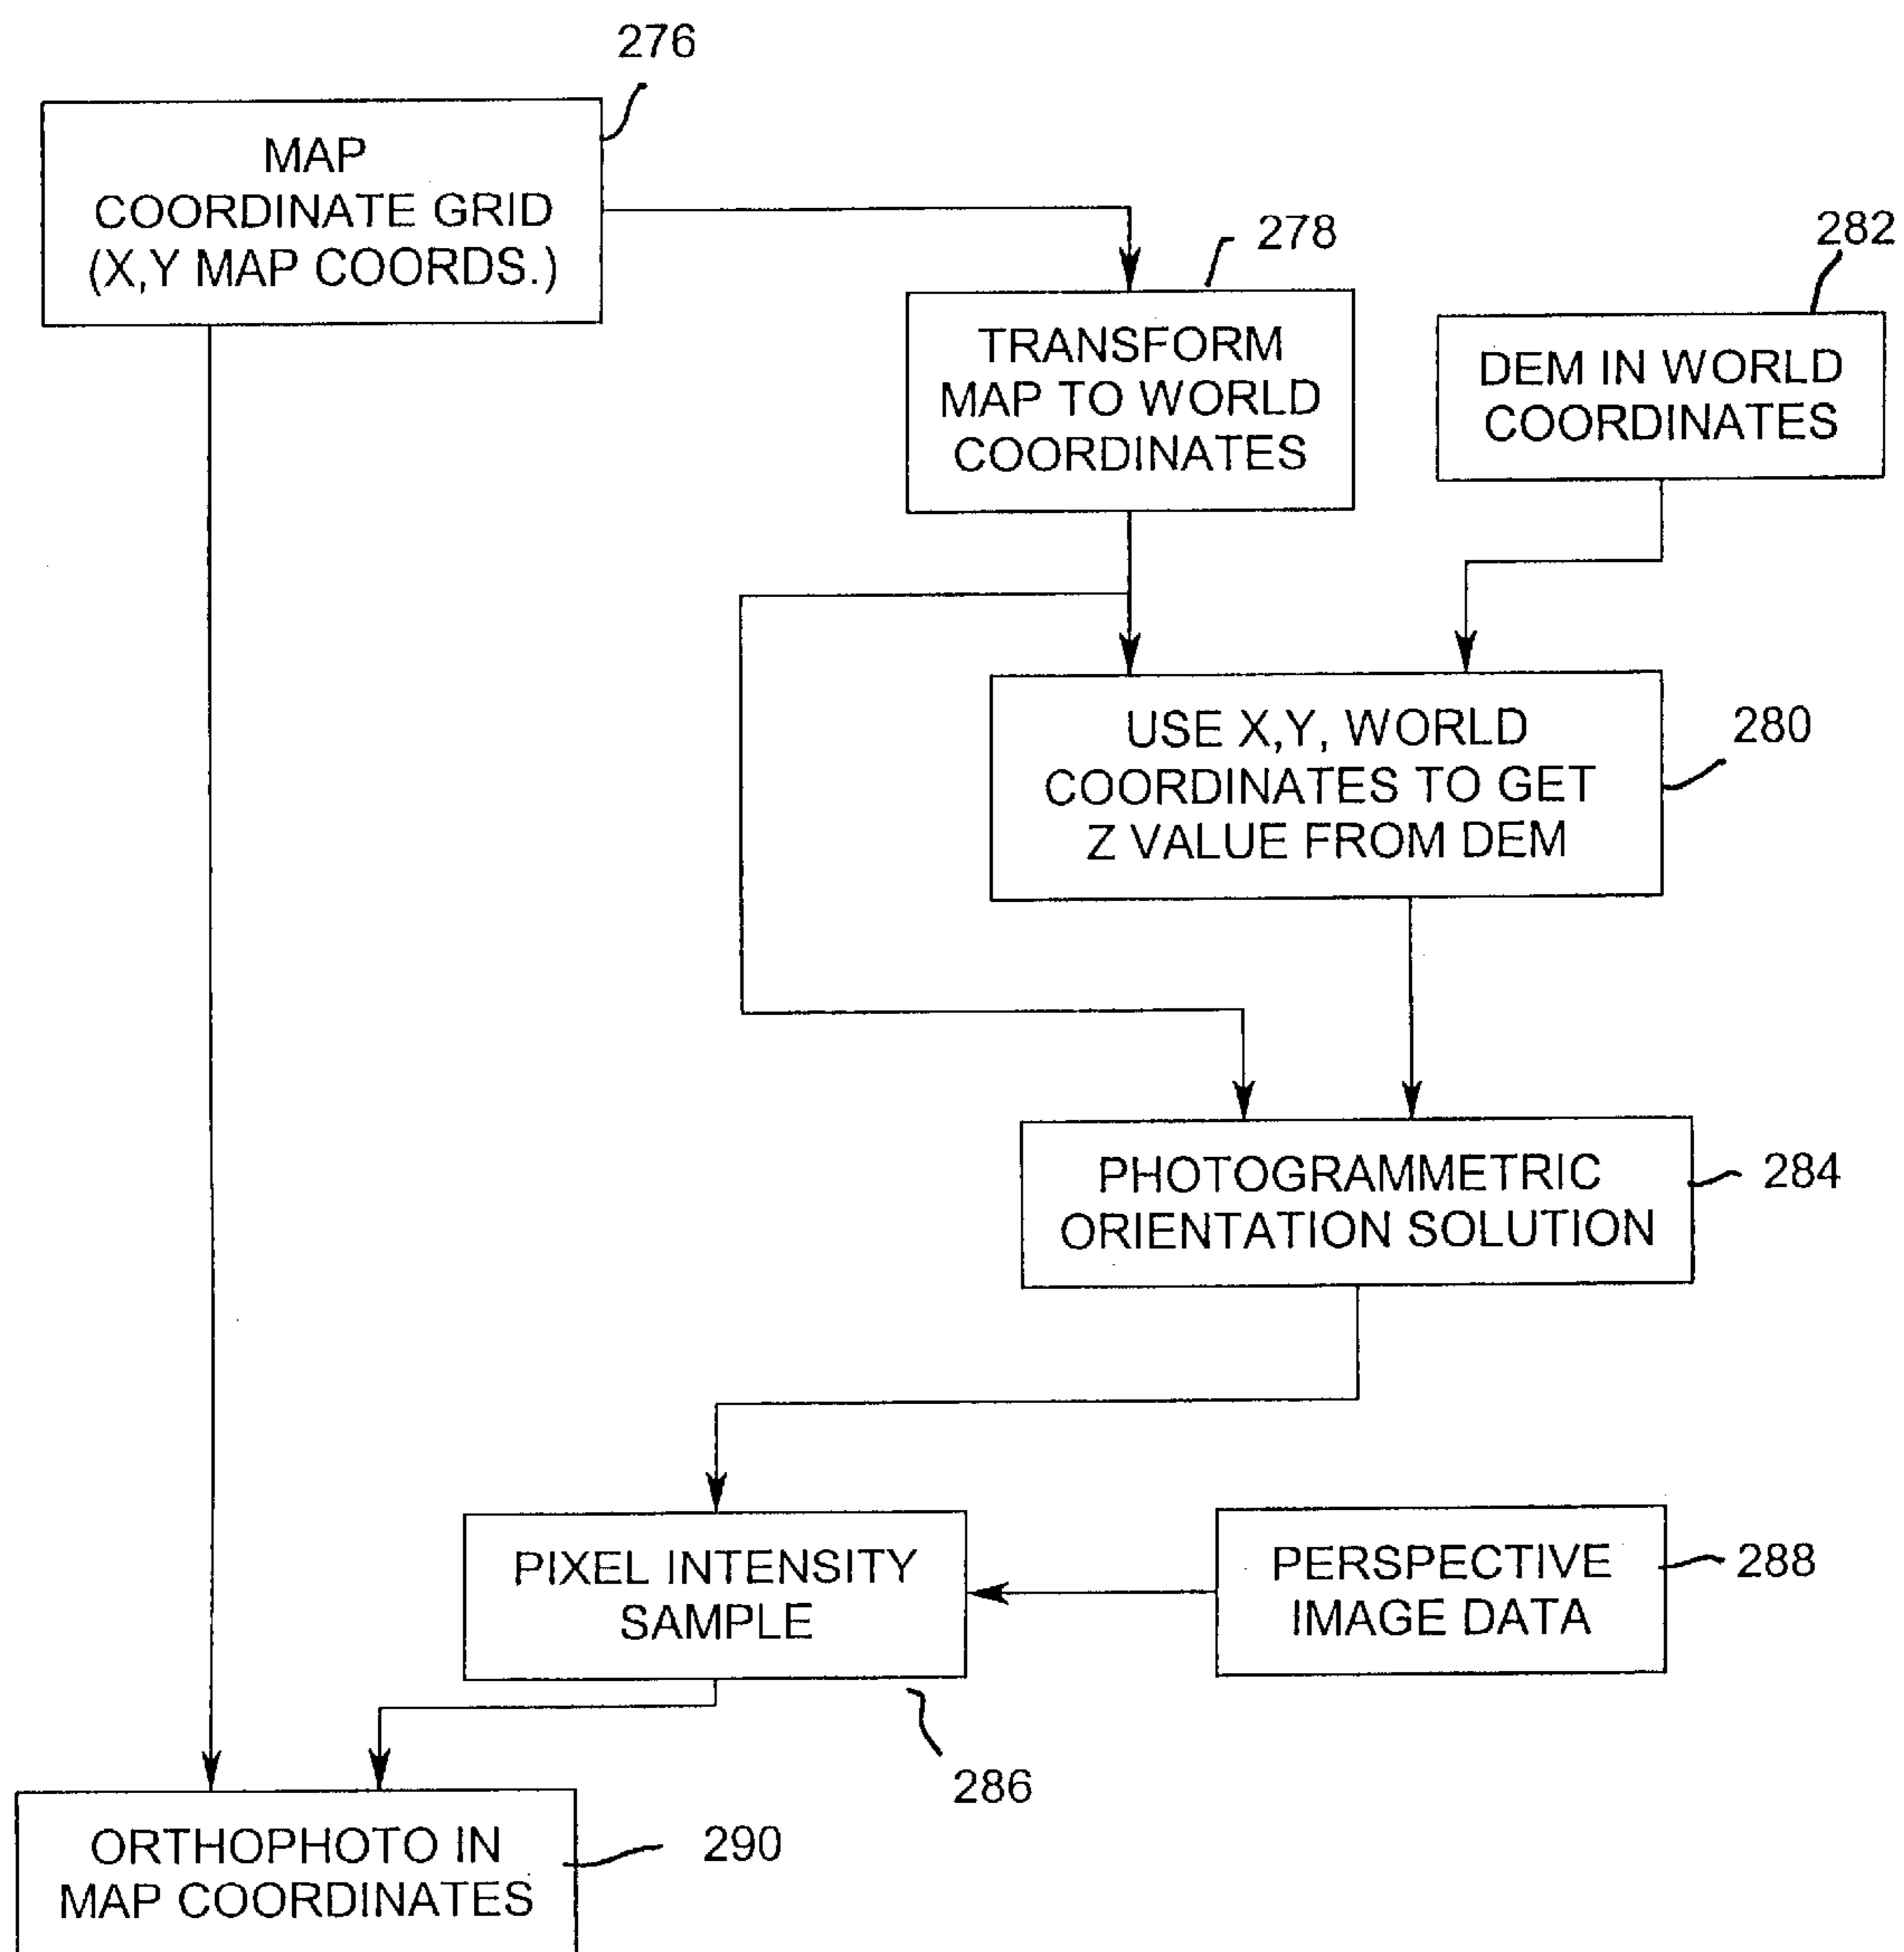 276
MAP
COORDINATE GRID
(X,Y MAP COORDS.)
278
TRANSFORM
MAP TO WORLD
COORDINATES
282
DEM IN WORLD
COORDINATES
USE X,Y, WORLD
COORDINATES TO GET
Z VALUE FROM DEM
280
PHOTOGRAMMETRIC
ORIENTATION SOLUTION
284
PIXEL INTENSITY
SAMPLE
286
PERSPECTIVE
IMAGE DATA
288
ORTHOPHOTO IN
MAP COORDINATES
290